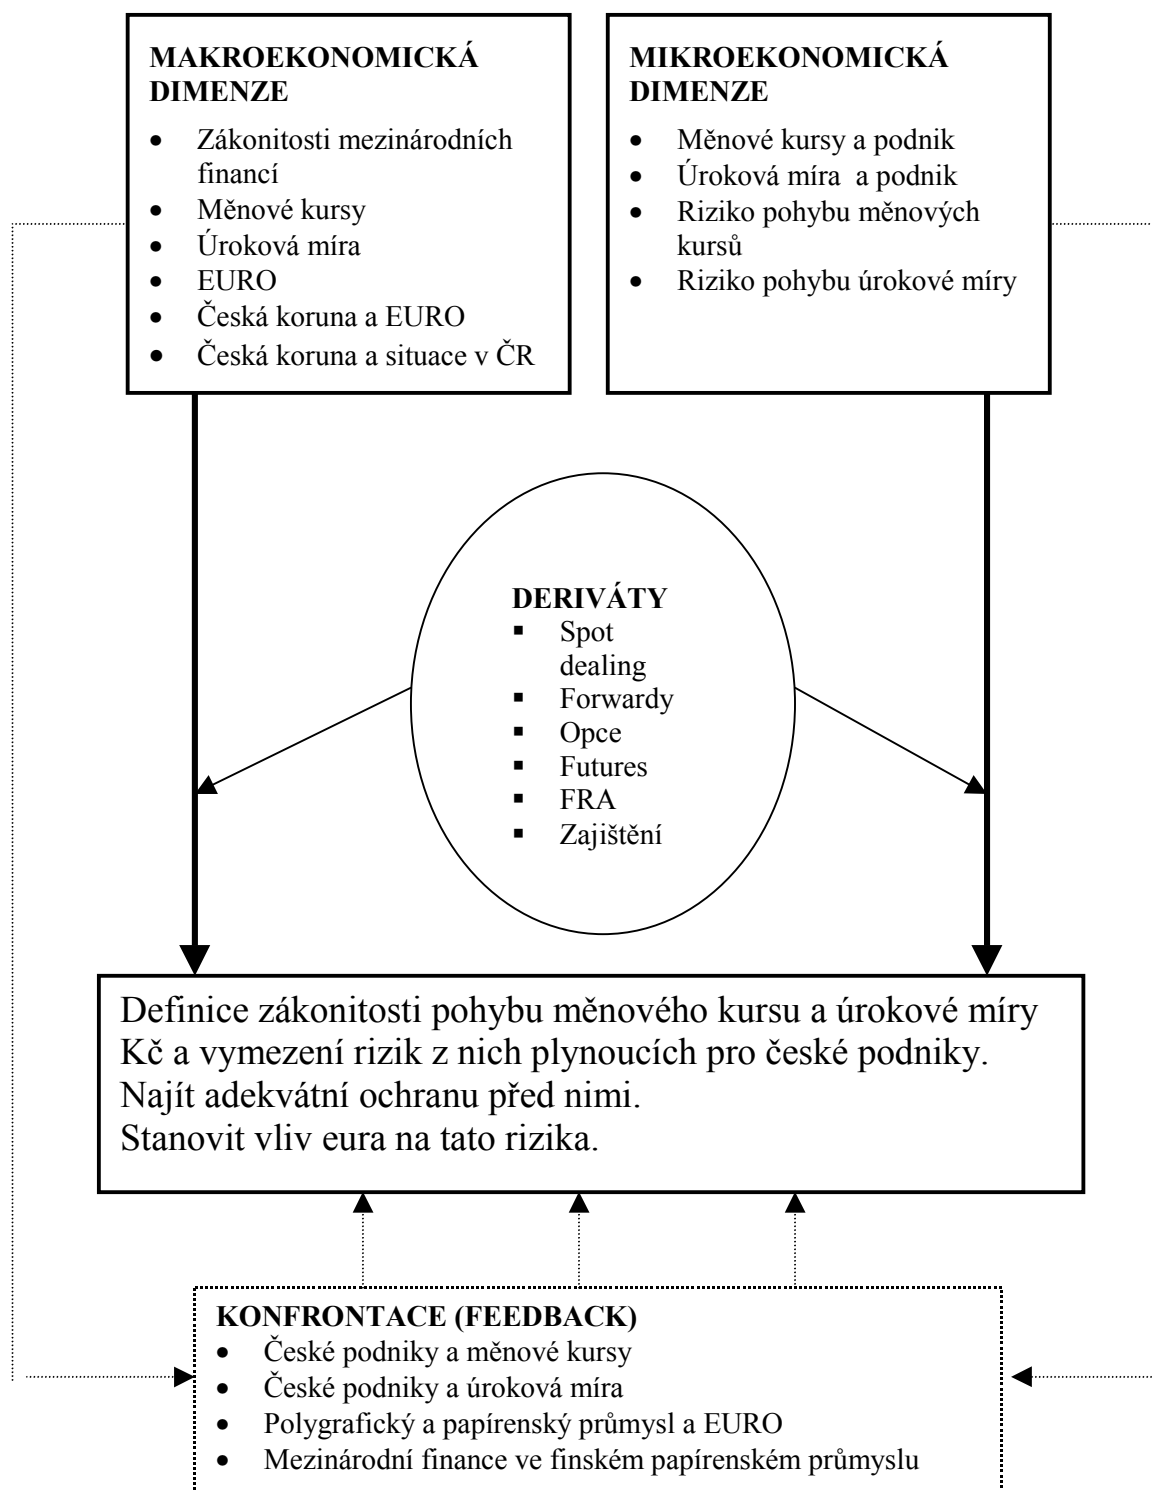 MAKROEKONOMICKÁ
DIMENZE
• Zákonitosti mezinárodních
financí
• Měnové kursy
• Úroková míra
• EURO
• Česká koruna a EURO
• Česká koruna a situace v ČR
MIKROEKONOMICKÁ
DIMENZE
• Měnové kursy a podnik
• Úroková míra a podnik
• Riziko pohybu měnových
kursů
• Riziko pohybu úrokové míry
DERIVÁTY
▪ Spot
dealing
▪ Forwardy
▪ Opce
▪ Futures
▪ FRA
▪ Zajištění
Definice zákonitosti pohybu měnového kursu a úrokové míry
Kč a vymezení rizik z nich plynoucích pro české podniky.
Najít adekvátní ochranu před nimi.
Stanovit vliv eura na tato rizika.
KONFRONTACE (FEEDBACK)
• České podniky a měnové kursy
• České podniky a úroková míra
• Polygrafický a papírenský průmysl a EURO
• Mezinárodní finance ve finském papírenském průmyslu